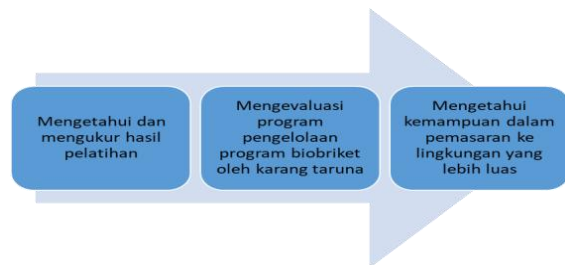 Mengetahui dan
mengukur hasil
pelatihan
Mengevaluasi
program
pengelolaan
program biobriket
oleh karang taruna
Mengetahui
kemampuan dalam
pemasaran ke
lingkungan yang
lebih luas